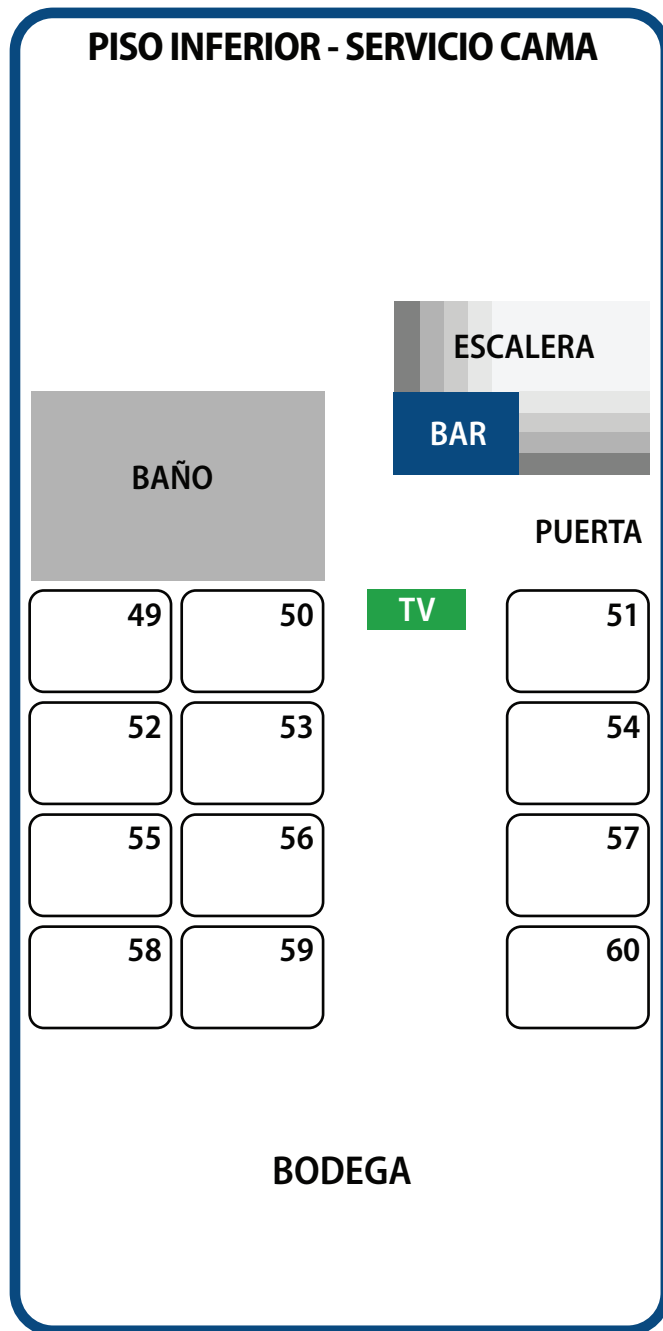 PISO INFERIOR - SERVICIO CAMA
ESCALERA
BAR
BAÑO
PUERTA
49 50 TV 51
52 53 54
55 56 57
58 59 60
BODEGA